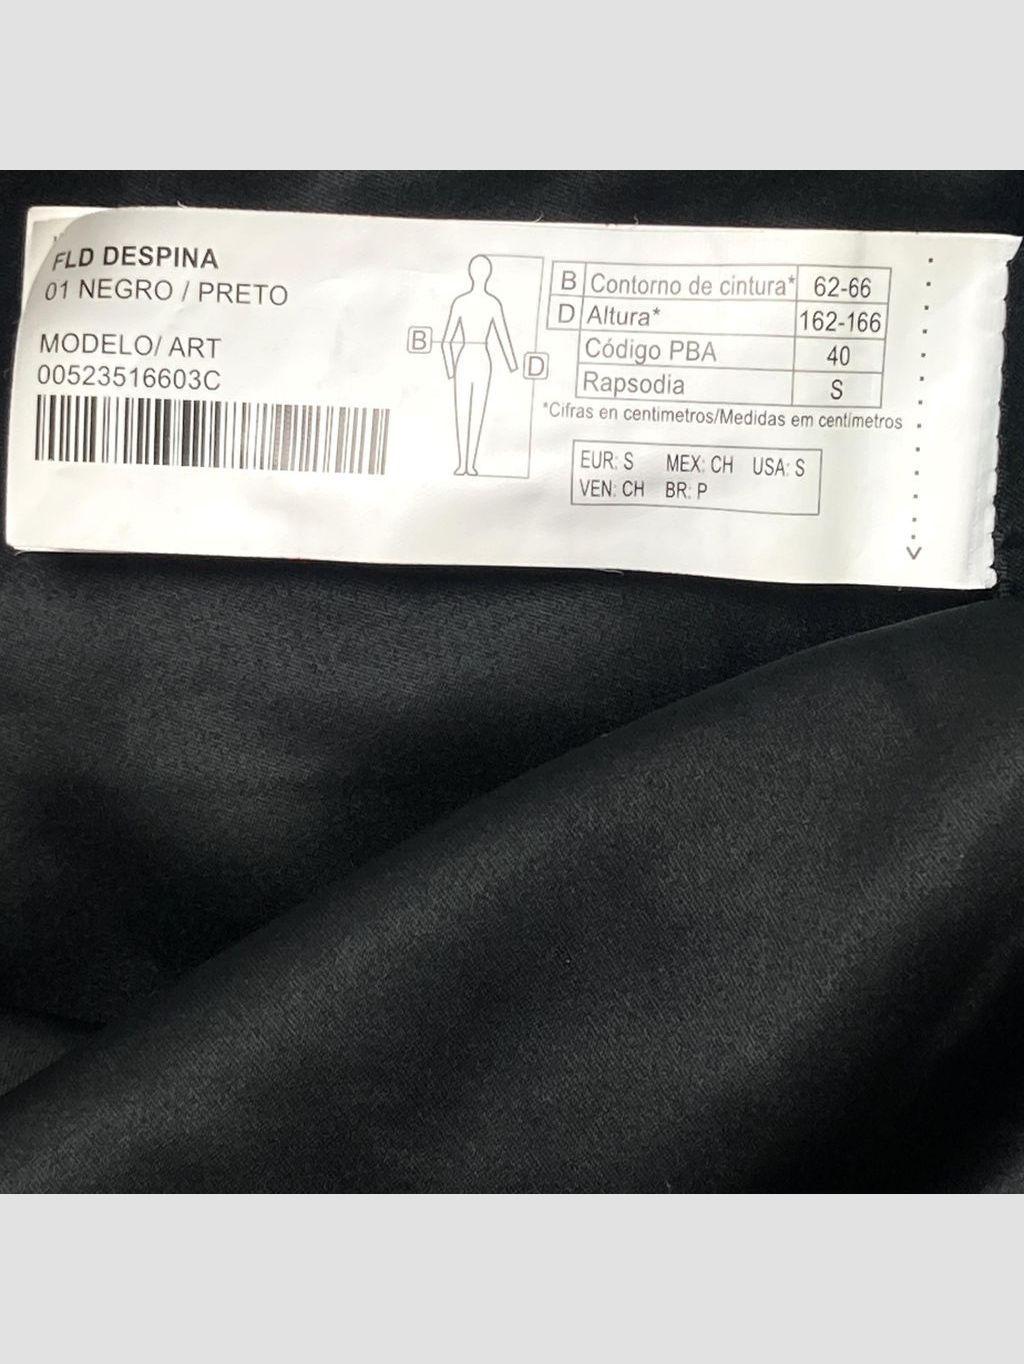 FLD DESPINA
01 NEGRO / PRETO
MODELO/ ART
00523516603C
B
D
B Contorno de cintura* 62-66
D Altura* 162-166
Código PBA 40
Rapsodia S
*Cifras en centimetros/Medidas em centímetros
EUR: S MEX: CH USA: S
VEN: CH BR: P